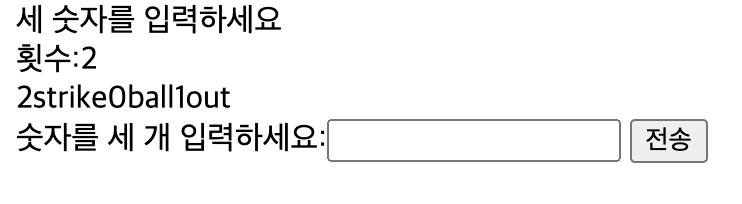 세 숫자를 입력하세요
횟수:2
2strike0ball1out
숫자를 세 개 입력하세요: 전송